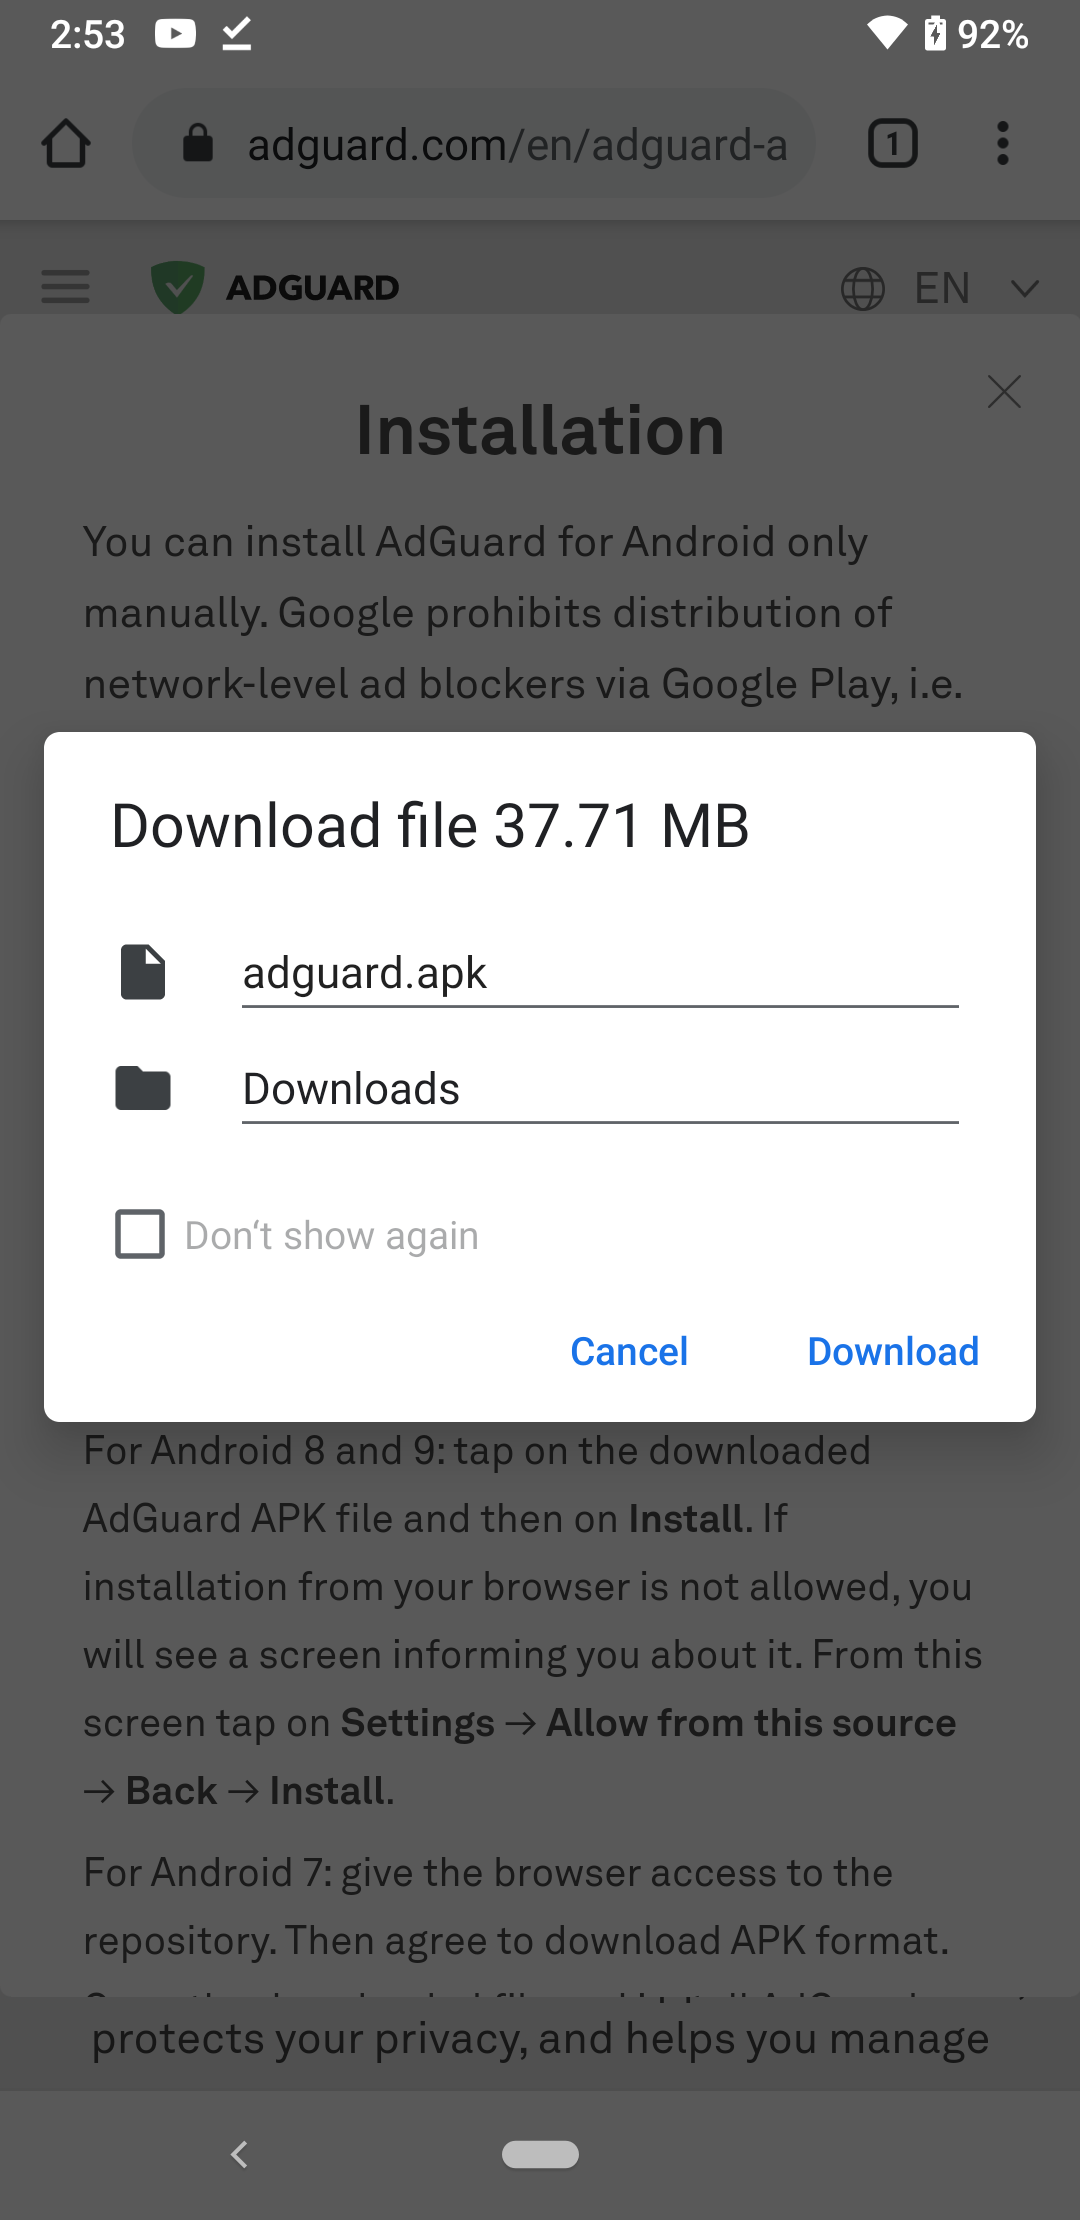 2:53
92%
adguard.com/en/adguard-a
1
ADGUARD
EN
Installation
You can install AdGuard for Android only
manually. Google prohibits distribution of
network-level ad blockers via Google Play, i.e.
Download file 37.71 MB
adguard.apk
Downloads
Don‘t show again
Cancel
Download
For Android 8 and 9: tap on the downloaded
AdGuard APK file and then on Install. If
installation from your browser is not allowed, you
will see a screen informing you about it. From this
screen tap on Settings → Allow from this source
→ Back → Install.
For Android 7: give the browser access to the
repository. Then agree to download APK format.
protects your privacy, and helps you manage